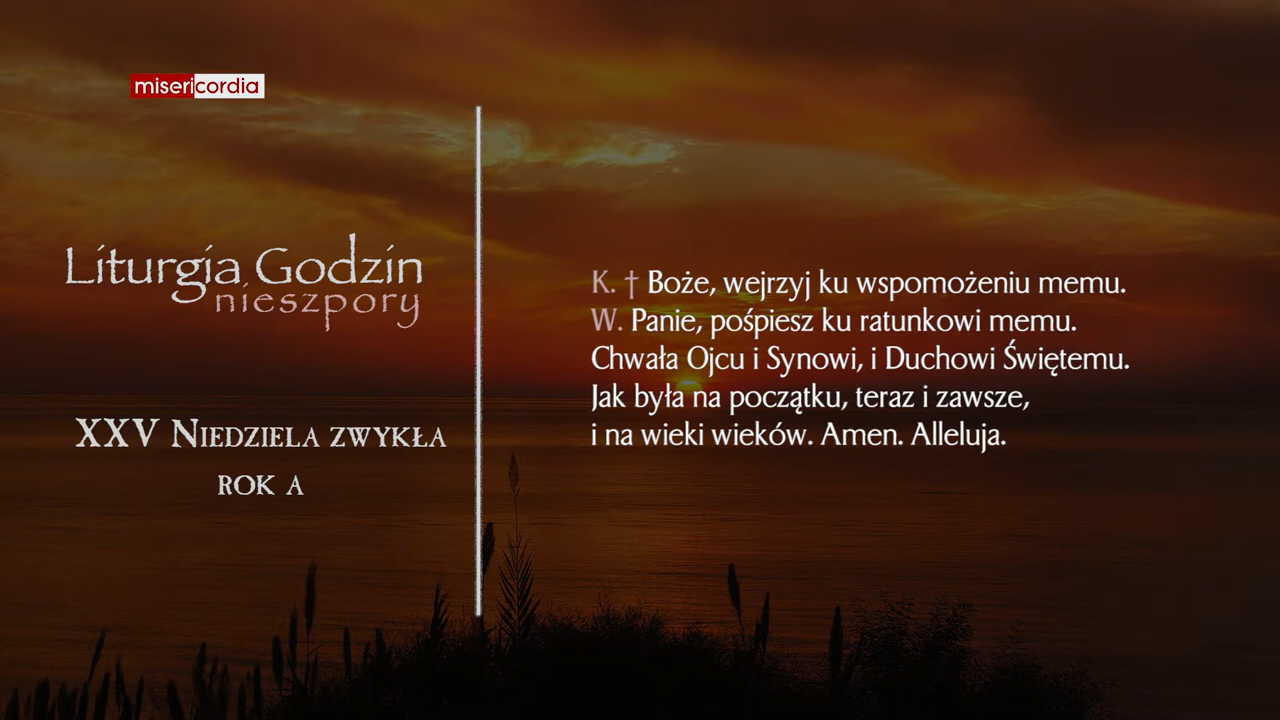 misericordia
Liturgia Godzin
nieszpory
XXV Niedziela zwykła
rok A
K. † Boże, wejrzyj ku wspomożeniu memu.
W. Panie, pośpiesz ku ratunkowi memu.
Chwała Ojcu i Synowi, i Duchowi Świętemu.
Jak była na początku, teraz i zawsze,
i na wieki wieków. Amen. Alleluja.